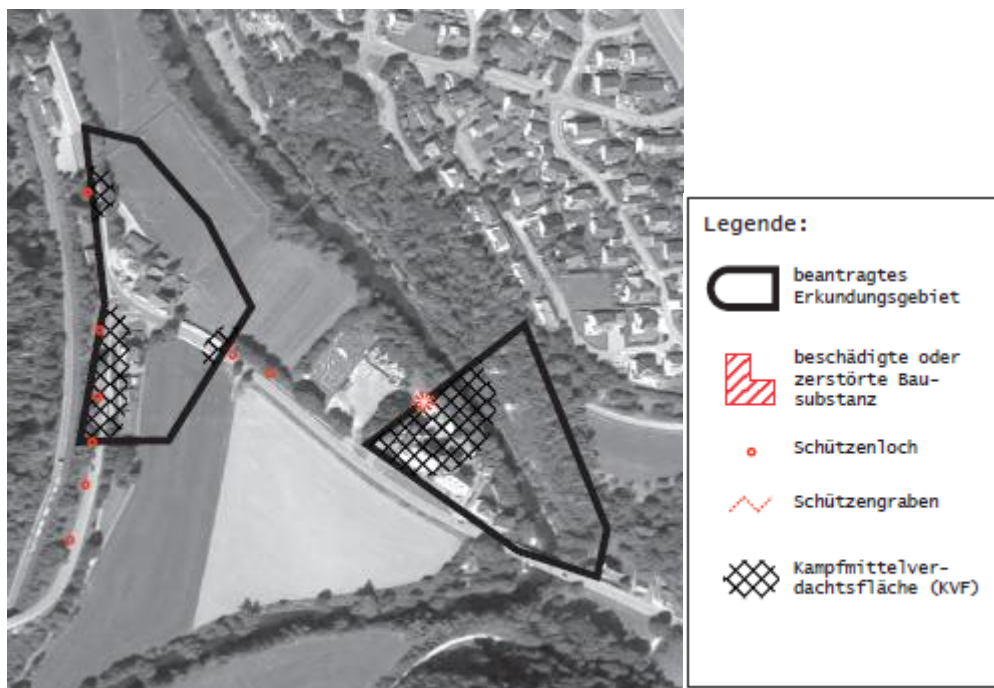 Legende:
beantragtes
Erkundungsgebiet
beschädigte oder
zerstörte Bau-
substanz
Schützenloch
Schützengraben
Kampfmittelver-
dachtsfläche (KVF)